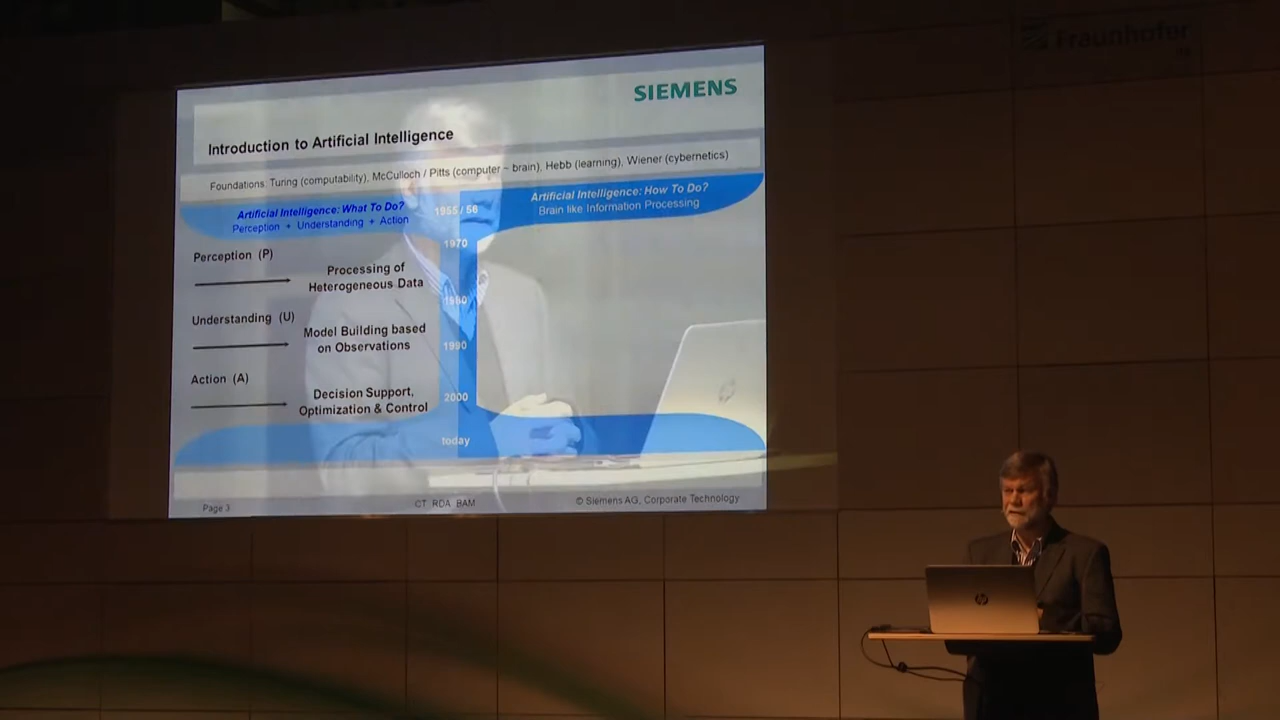 Fraunhofer
SIEMENS
Introduction to Artificial Intelligence
Foundations: Turing (computability), McCulloch / Pitts (computer ~ brain), Hebb (learning), Wiener (cybernetics)
Artificial Intelligence: What To Do?
Perception + Understanding + Action
1955 / 56
Artificial Intelligence: How To Do?
Brain like Information Processing
1970
Perception (P)
Processing of
Heterogeneous Data
1980
Understanding (U)
Model Building based
on Observations
1990
Action (A)
Decision Support,
Optimization & Control
2000
today
Page 3
CT RDA BAM
© Siemens AG, Corporate Technology
hp